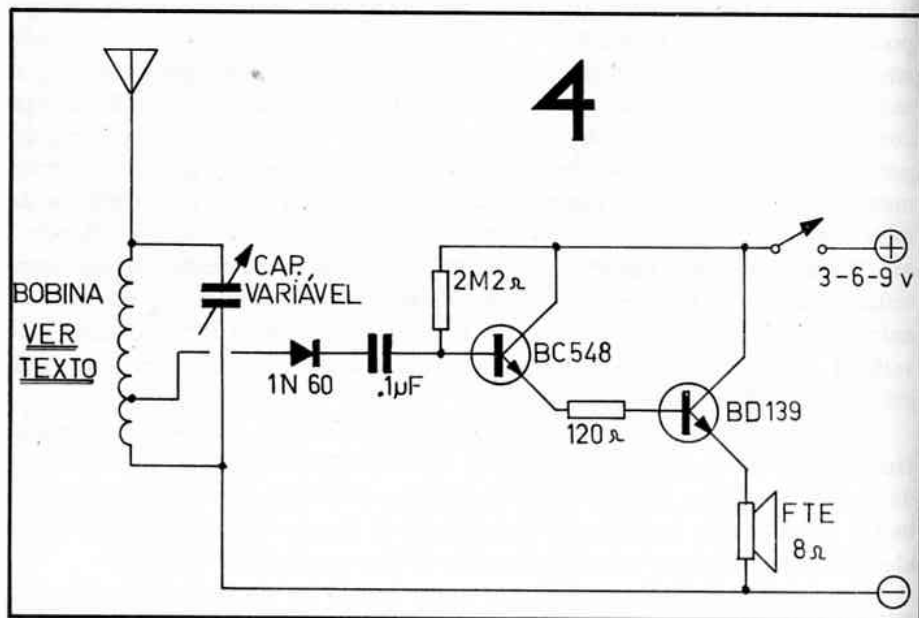 4
BOBINA
VER
TEXTO
CAP.
VARIÁVEL
1N 60
.1µF
2M2Ω
BC548
120Ω
BD139
FTE
8Ω
+
3-6-9 v
−